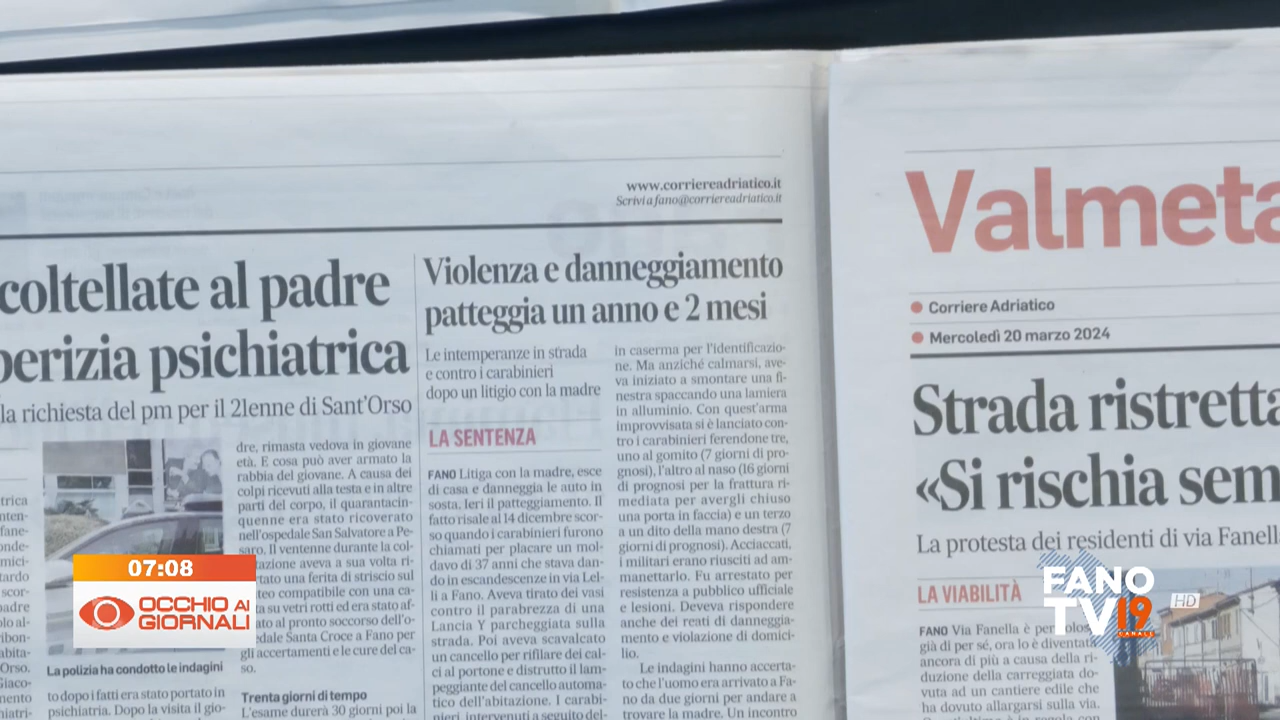 www.corriereadriatico.it
Scrivi a fano@corriereadriatico.it
coltellate al padre
perizia psichiatrica
la richiesta del pm per il 21enne di Sant'Orso
dre, rimasta vedova in giovane
età. E cosa può aver armato la
rabbia del giovane. A causa dei
colpi ricevuti alla testa e in altre
parti del corpo, il quarantacin-
quenne era stato ricoverato
nell'ospedale San Salvatore a Pe-
saro. Il ventenne durante la col-
tazione aveva a sua volta ri-
tato una ferita di striscio sul
eo compatibile con una ca-
su vetri rotti ed era stato af-
ato al pronto soccorso dell'o-
edale Santa Croce a Fano per
gli accertamenti e le cure del ca-
so.
Trenta giorni di tempo
L'esame durerà 30 giorni poi la
La polizia ha condotto le indagini
to dopo i fatti era stato portato in
psichiatria. Dopo la visita il gio-
Violenza e danneggiamento
patteggia un anno e 2 mesi
Le intemperanze in strada
e contro i carabinieri
dopo un litigio con la madre
LA SENTENZA
FANO Litiga con la madre, esce
di casa e danneggia le auto in
sosta. Ieri il patteggiamento. Il
fatto risale al 14 dicembre scor-
so quando i carabinieri furono
chiamati per placare un mol-
davo di 37 anni che stava dan-
do in escandescenze in via Lel-
li a Fano. Aveva tirato dei vasi
contro il parabrezza di una
Lancia Y parcheggiata sulla
strada. Poi aveva scavalcato
un cancello per rifilare dei cal-
ci al portone e distrutto il lam-
peggiante del cancello automa-
tico dell'abitazione. I carabi-
nieri, intervenuti a seguito del-
in caserma per l'identificazio-
ne. Ma anziché calmarsi, ave-
va iniziato a smontare una fi-
nestra spaccando una lamiera
in alluminio. Con quest'arma
improvvisata si è lanciato con-
tro i carabinieri ferendone tre,
uno al gomito (7 giorni di pro-
gnosi), l'altro al naso (16 giorni
di prognosi per la frattura ri-
mediata per avergli chiuso
una porta in faccia) e un terzo
a un dito della mano destra (7
giorni di prognosi). Acciaccati,
i militari erano riusciti ad am-
manettarlo. Fu arrestato per
resistenza a pubblico ufficiale
e lesioni. Deveva rispondere
anche dei reati di danneggia-
mento e violazione di domici-
lio.
Le indagini hanno accerta-
to che l'uomo era arrivato a Fa-
no da due giorni per andare a
trovare la madre. Un incontro
Valmeta
Corriere Adriatico
Mercoledì 20 marzo 2024
Strada ristretta
«Si rischia sem
La protesta dei residenti di via Fanella
LA VIABILITÀ
FANO Via Fanella è pericolos
già di per sé, ora lo è diventata
ancora di più a causa della ri-
duzione della carreggiata do-
vuta ad un cantiere edile che
ha dovuto allargarsi sulla via.
07:08
OCCHIO AI
GIORNALI
FANO
TV19
CANALE
HD